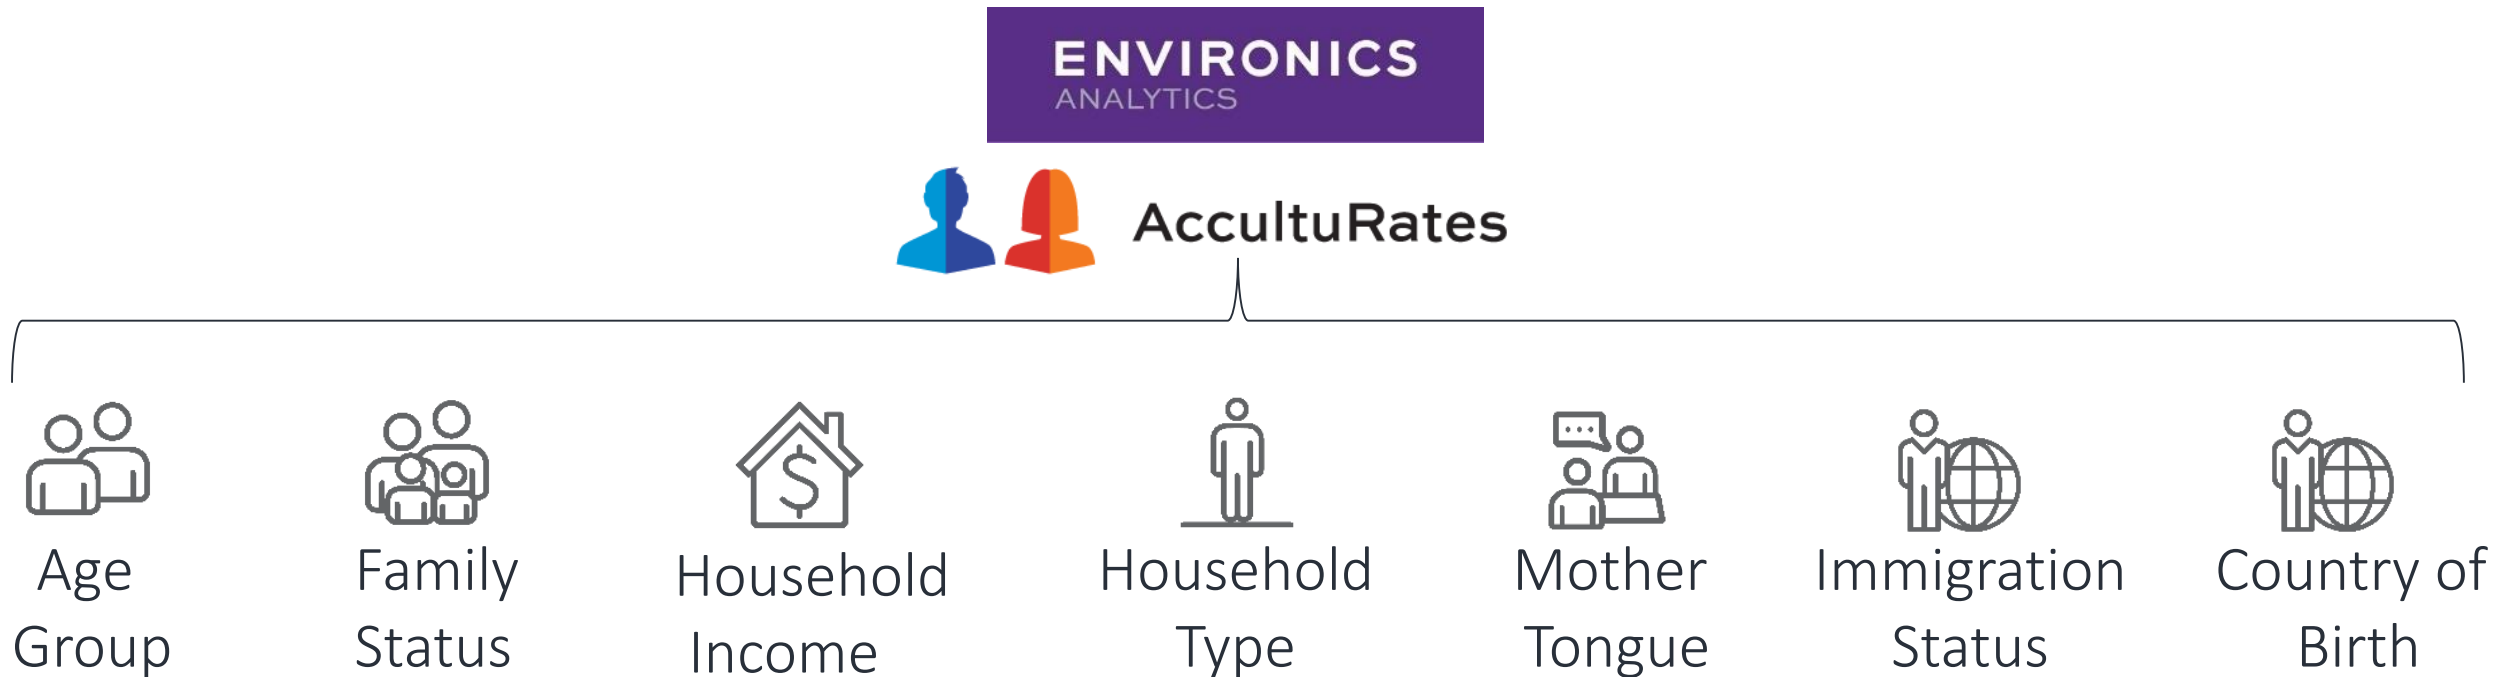 ENVIRONICS
ANALYTICS
AccultuRates
$
Age
Group
Family
Status
Household
Income
Household
Type
Mother
Tongue
Immigration
Status
Country of
Birth